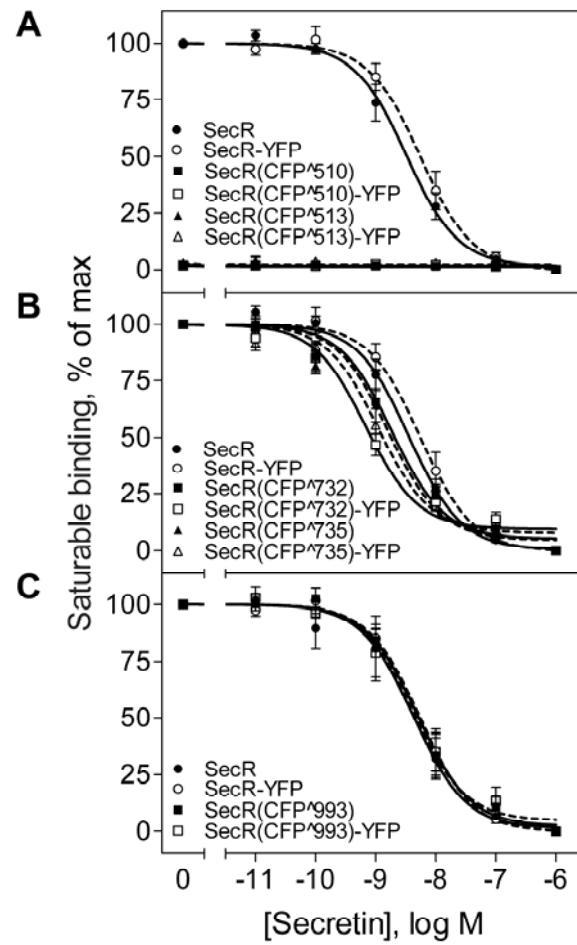 A
100
75
50
25
0
SecR
SecR-YFP
SecR(CFP^510)
SecR(CFP^510)-YFP
SecR(CFP^513)
SecR(CFP^513)-YFP
B
100
75
50
25
0
SecR
SecR-YFP
SecR(CFP^732)
SecR(CFP^732)-YFP
SecR(CFP^735)
SecR(CFP^735)-YFP
C
100
75
50
25
0
SecR
SecR-YFP
SecR(CFP^993)
SecR(CFP^993)-YFP
Saturable binding, % of max
0 -11 -10 -9 -8 -7 -6
[Secretin], log M